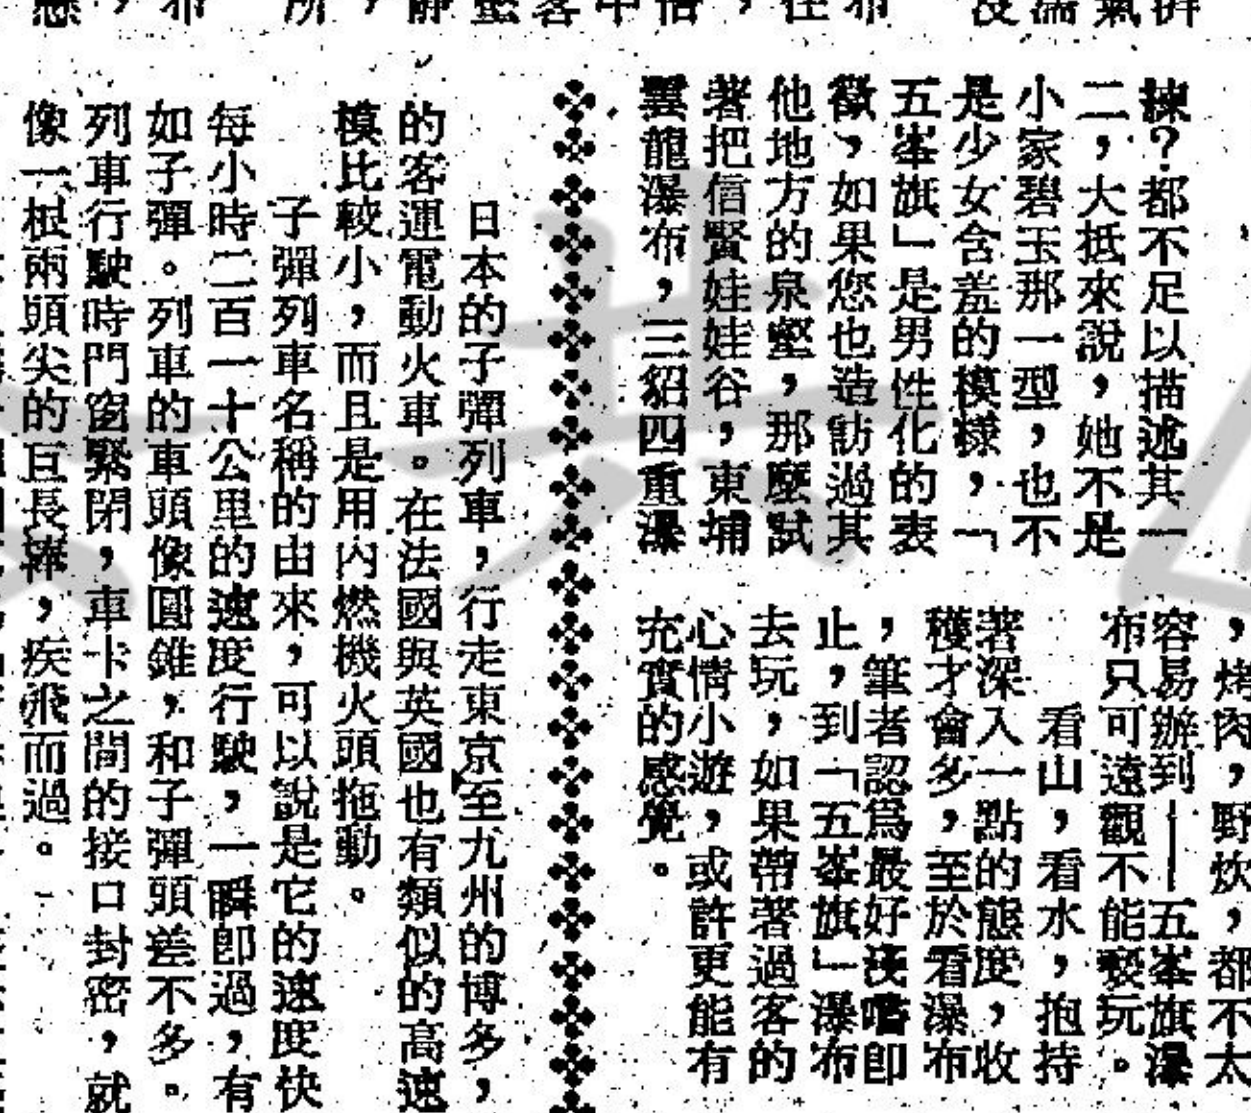 揀?都不足以描述其一
二,大抵來說,她不是
小家碧玉那一型,也不
是少女含羞的模樣,「
五峯旗」是男性化的表
徵,如果您也造訪過其
他地方的泉壑,那麼試
著把信賢娃娃谷,東埔
雲龍瀑布,三貂四重瀑
,烤肉,野炊,都不太
容易辦到——五峯旗瀑
布只可遠觀不能褻玩。
看山,看水,抱持
著深入一點的態度,收
穫才會多,至於看瀑布
,筆者認為最好淺嚐即
止,到「五峯旗」瀑布
去玩,如果帶著過客的
心情小遊,或許更能有
充實的感覺。
日本的子彈列車,行走東京至九州的博多,
的客運電動火車。在法國與英國也有類似的高速
模比較小,而且是用內燃機火頭拖動。
子彈列車名稱的由來,可以說是它的速度快
每小時二百一十公里的速度行駛,一瞬即過,有
如子彈。列車的車頭像圓錐,和子彈頭差不多。
列車行駛時門窗緊閉,車卡之間的接口封密,就
像一根兩頭尖的巨長棒,疾飛而過。